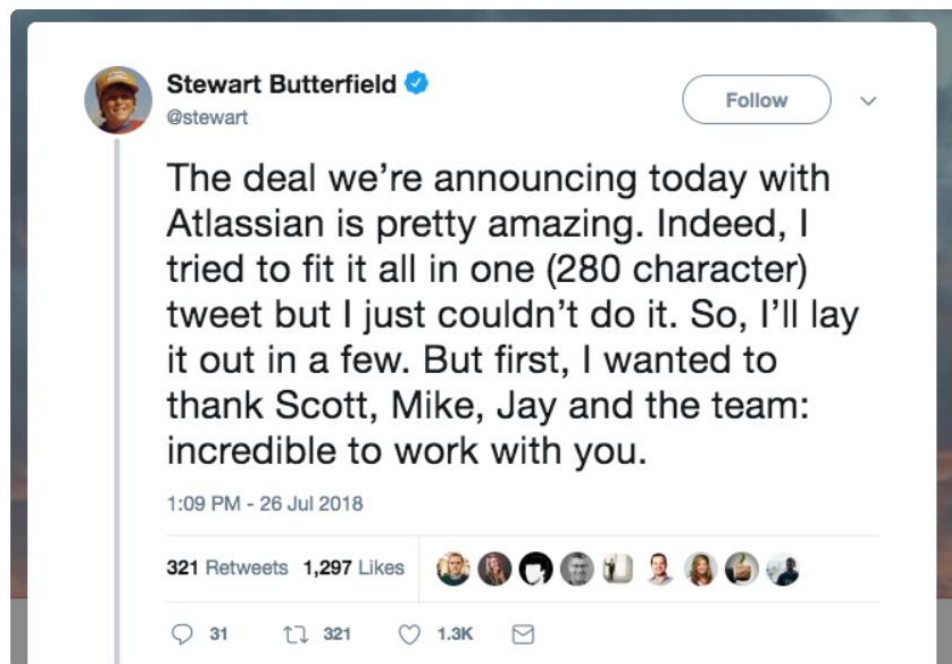 Stewart Butterfield
@stewart
Follow
The deal we’re announcing today with
Atlassian is pretty amazing. Indeed, I
tried to fit it all in one (280 character)
tweet but I just couldn’t do it. So, I’ll lay
it out in a few. But first, I wanted to
thank Scott, Mike, Jay and the team:
incredible to work with you.
1:09 PM - 26 Jul 2018
321 Retweets 1,297 Likes
31 321 1.3K